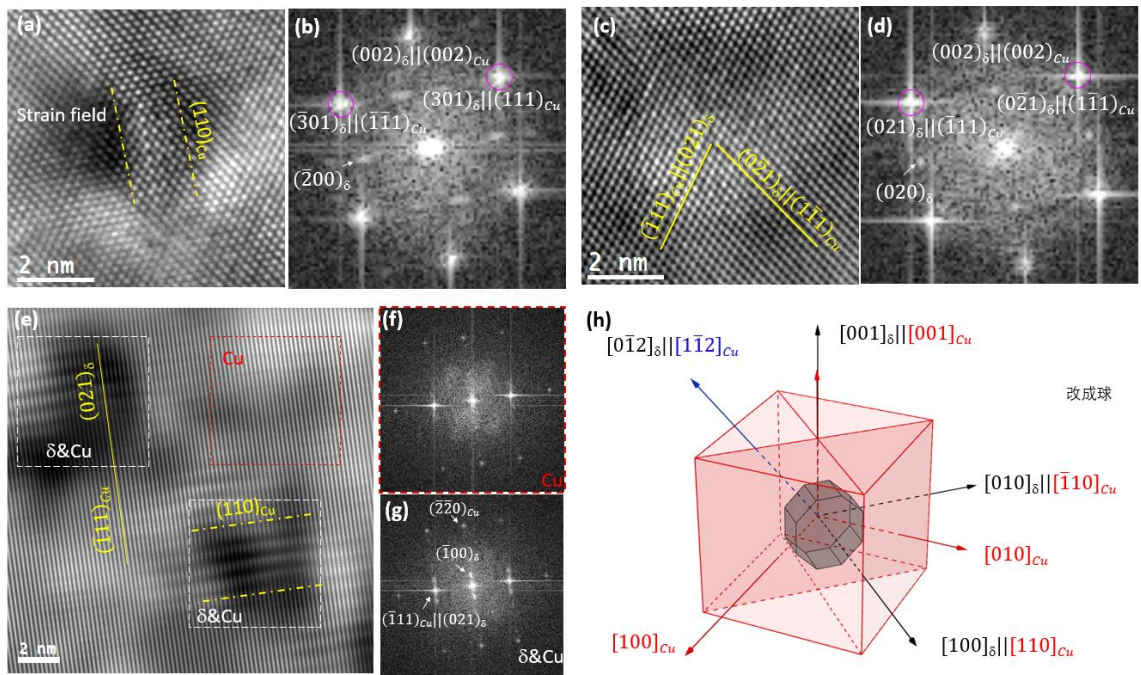 (a)
Strain field
(110)Cu
2 nm
(b)
(002)δ||(002)Cu
(301)δ||(111)Cu
(3̄01)δ||(1̄1̄1)Cu
(2̄00)δ
(c)
(1̄11)Cu||(021)δ
(02̄1)δ||(11̄1)Cu
2 nm
(d)
(002)δ||(002)Cu
(02̄1)δ||(11̄1)Cu
(021)δ||(1̄11)Cu
(020)δ
(e)
Cu
(021)δ
δ&Cu
(1̄11)Cu
(110)Cu
δ&Cu
2 nm
(f)
Cu
(g)
(2̄2̄0)Cu
(1̄00)δ
(1̄11)Cu||(021)δ
δ&Cu
(h)
[01̄2]δ||[11̄2]Cu
[001]δ||[001]Cu
改成球
[010]δ||[1̄10]Cu
[010]Cu
[100]Cu
[100]δ||[110]Cu